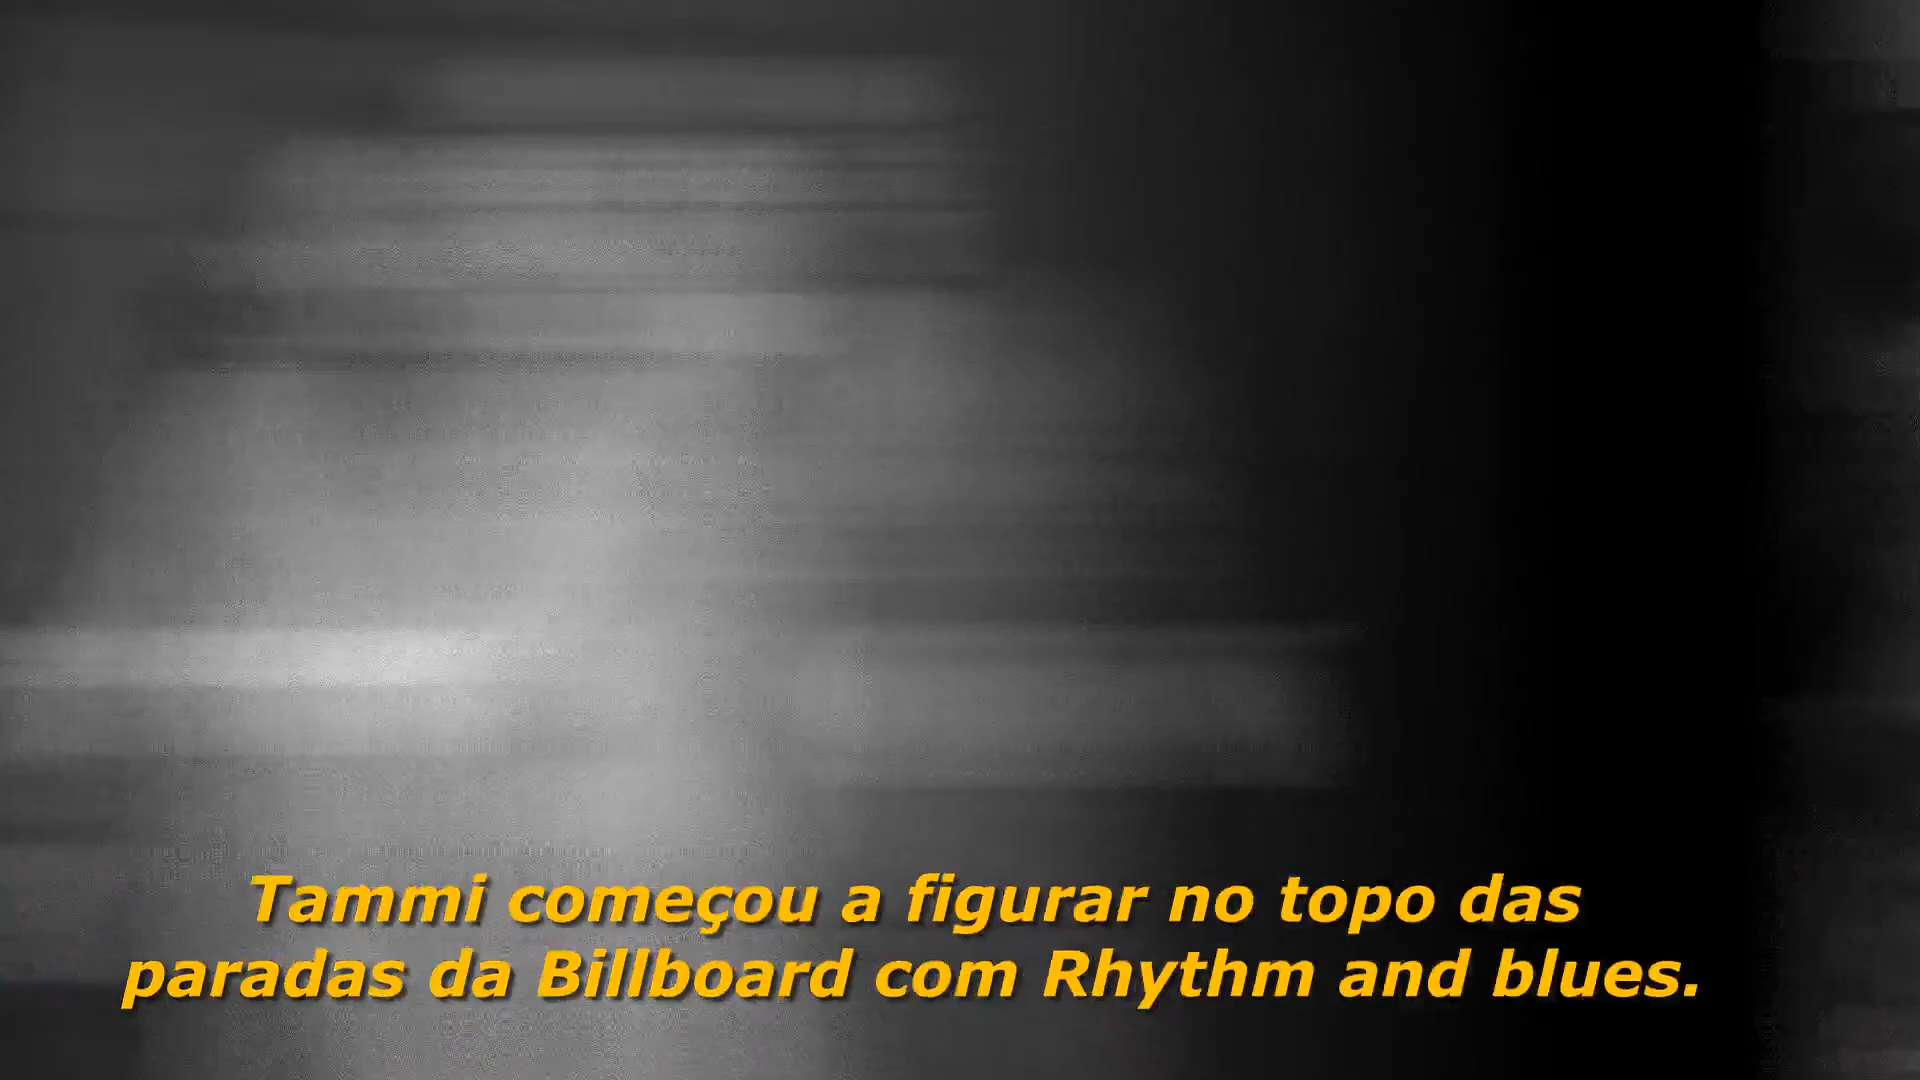 Tammi começou a figurar no topo das
paradas da Billboard com Rhythm and blues.